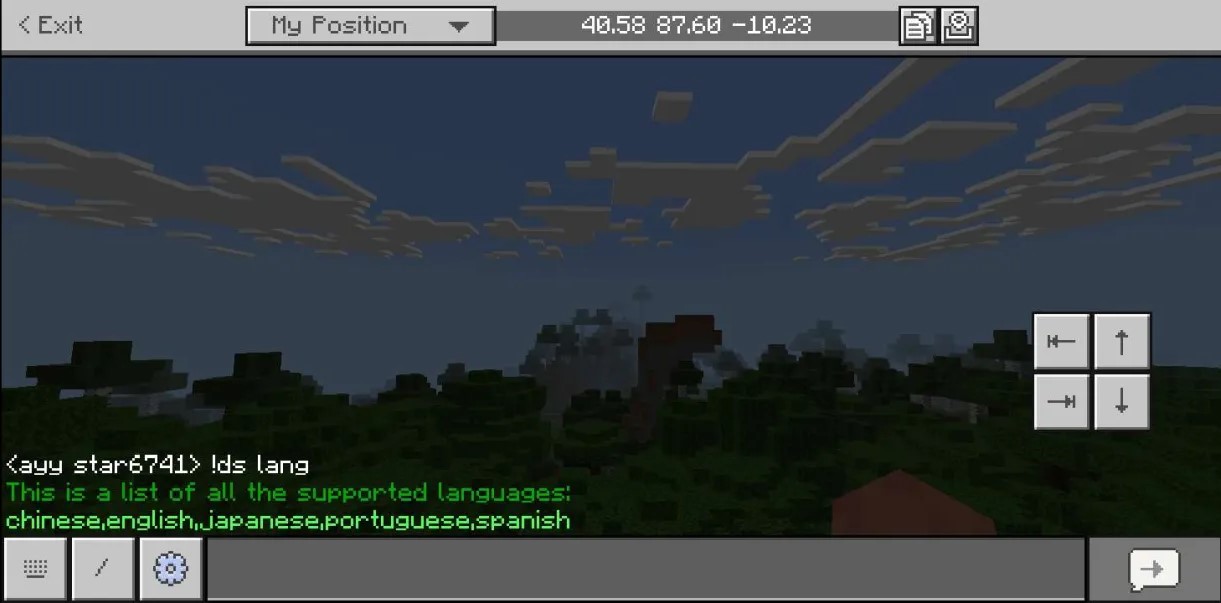 < Exit
My Position
40.58 87.60 -10.23
<ayy star6741> !ds lang
This is a list of all the supported languages:
chinese,english,japanese,portuguese,spanish
/